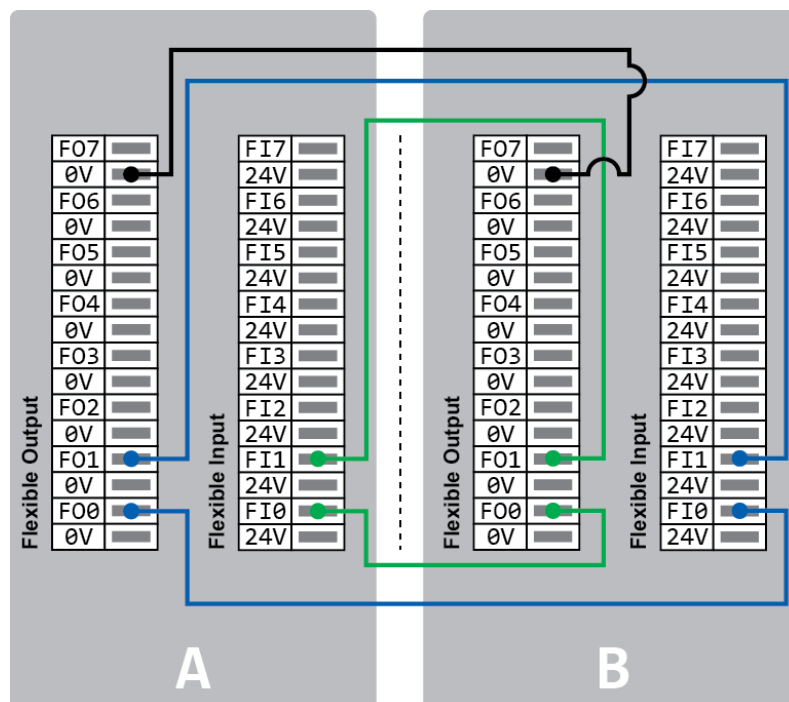 FO7 FI7 FO7 FI7
0V 24V 0V 24V
FO6 FI6 FO6 FI6
0V 24V 0V 24V
FO5 FI5 FO5 FI5
0V 24V 0V 24V
FO4 FI4 FO4 FI4
0V 24V 0V 24V
FO3 FI3 FO3 FI3
0V 24V 0V 24V
FO2 FI2 FO2 FI2
0V 24V 0V 24V
FO1 FI1 FO1 FI1
0V 24V 0V 24V
FO0 FI0 FO0 FI0
0V 24V 0V 24V
Flexible Output
Flexible Input
Flexible Output
Flexible Input
A B